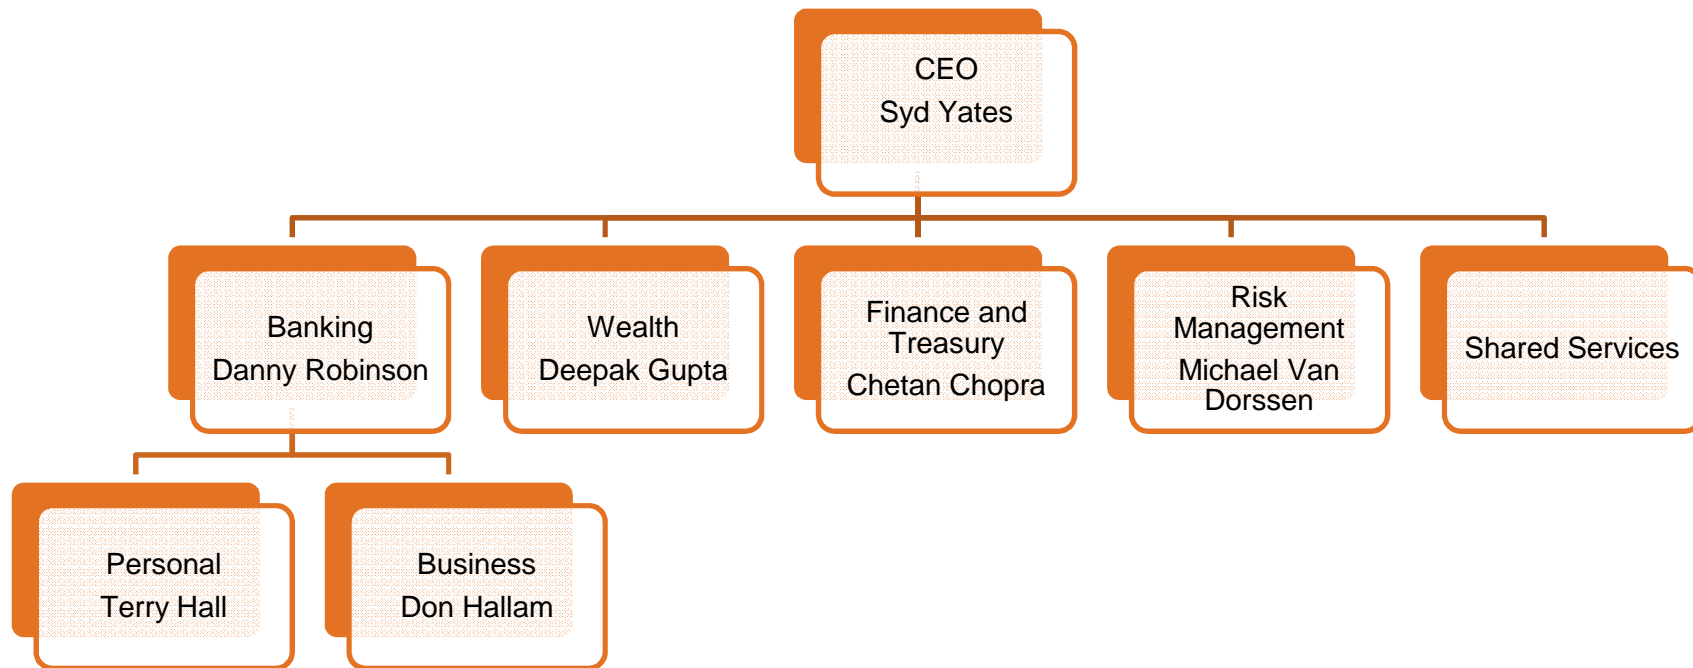 CEO
Syd Yates
Banking
Danny Robinson
Wealth
Deepak Gupta
Finance and
Treasury
Chetan Chopra
Risk
Management
Michael Van
Dorssen
Shared Services
Personal
Terry Hall
Business
Don Hallam